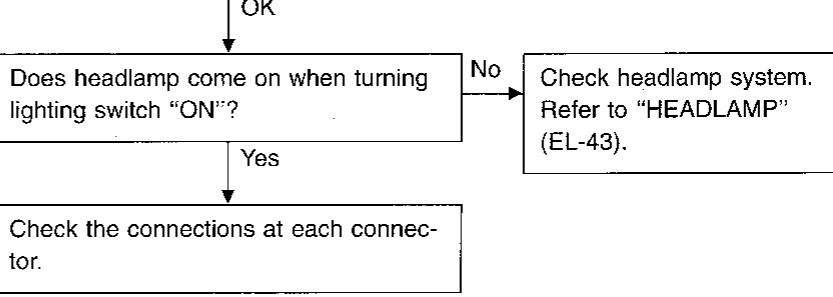 OK
Does headlamp come on when turning
lighting switch “ON”?
No
Check headlamp system.
Refer to “HEADLAMP”
(EL-43).
Yes
Check the connections at each connec-
tor.